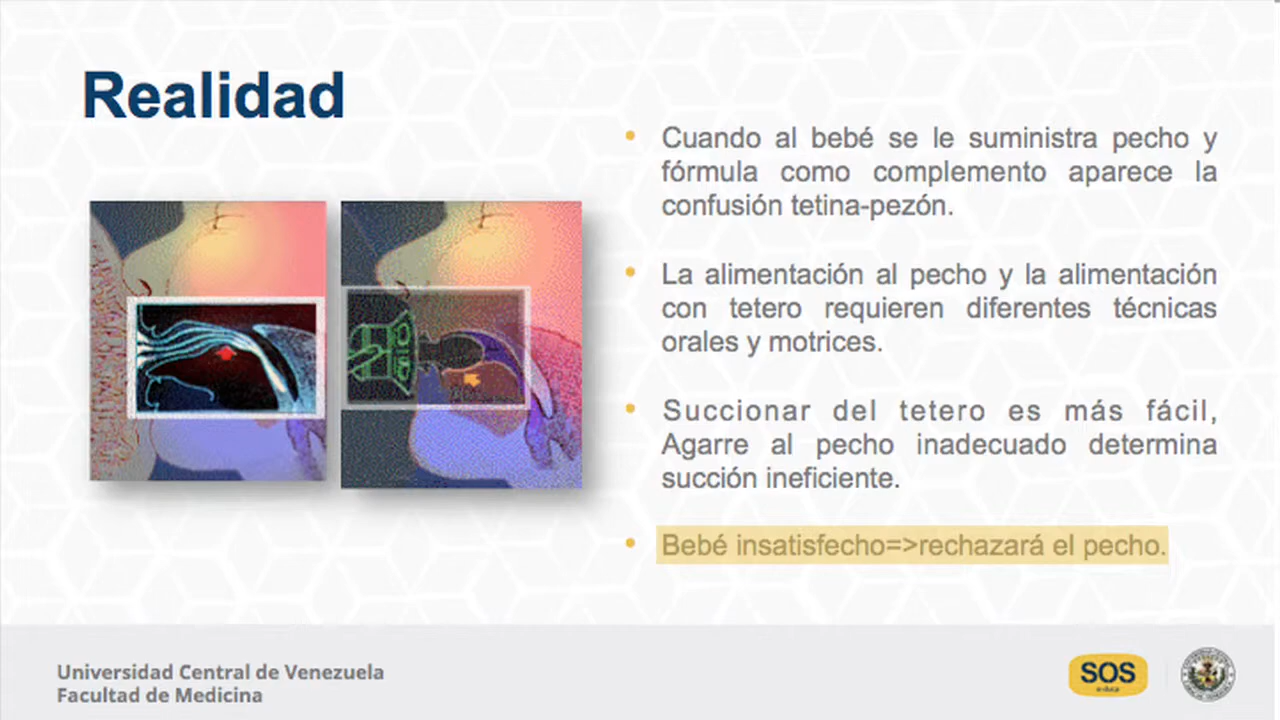 Realidad
Cuando al bebé se le suministra pecho y
fórmula como complemento aparece la
confusión tetina-pezón.
La alimentación al pecho y la alimentación
con tetero requieren diferentes técnicas
orales y motrices.
Succionar del tetero es más fácil,
Agarre al pecho inadecuado determina
succión ineficiente.
Bebé insatisfecho=>rechazará el pecho.
Universidad Central de Venezuela
Facultad de Medicina
SOS